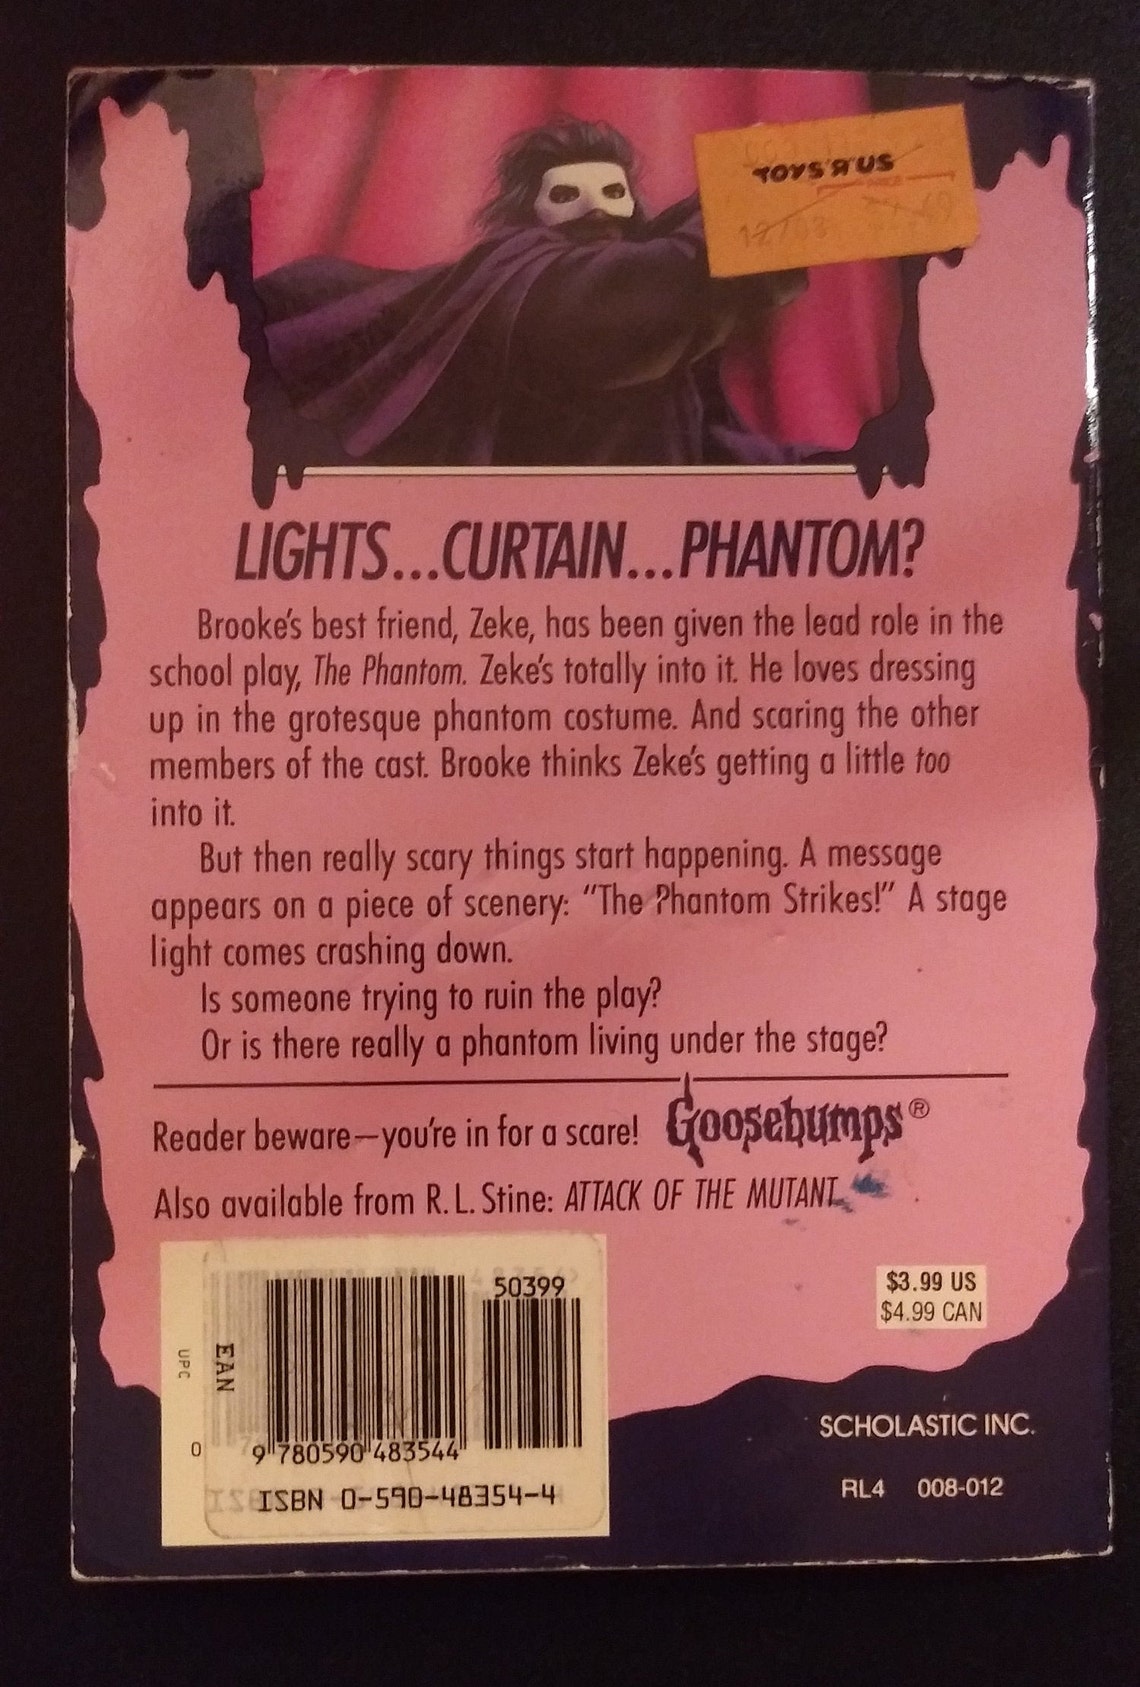 TOYS "R" US
LIGHTS...CURTAIN...PHANTOM?
Brooke's best friend, Zeke, has been given the lead role in the
school play, The Phantom. Zeke's totally into it. He loves dressing
up in the grotesque phantom costume. And scaring the other
members of the cast. Brooke thinks Zeke's getting a little too
into it.
But then really scary things start happening. A message
appears on a piece of scenery: "The Phantom Strikes!" A stage
light comes crashing down.
Is someone trying to ruin the play?
Or is there really a phantom living under the stage?
Reader beware—you're in for a scare! Goosebumps®
Also available from R.L. Stine: ATTACK OF THE MUTANT
UPC
0
EAN
50399
9 780590 483544
ISBN 0-590-48354-4
$3.99 US
$4.99 CAN
SCHOLASTIC INC.
RL4 008-012